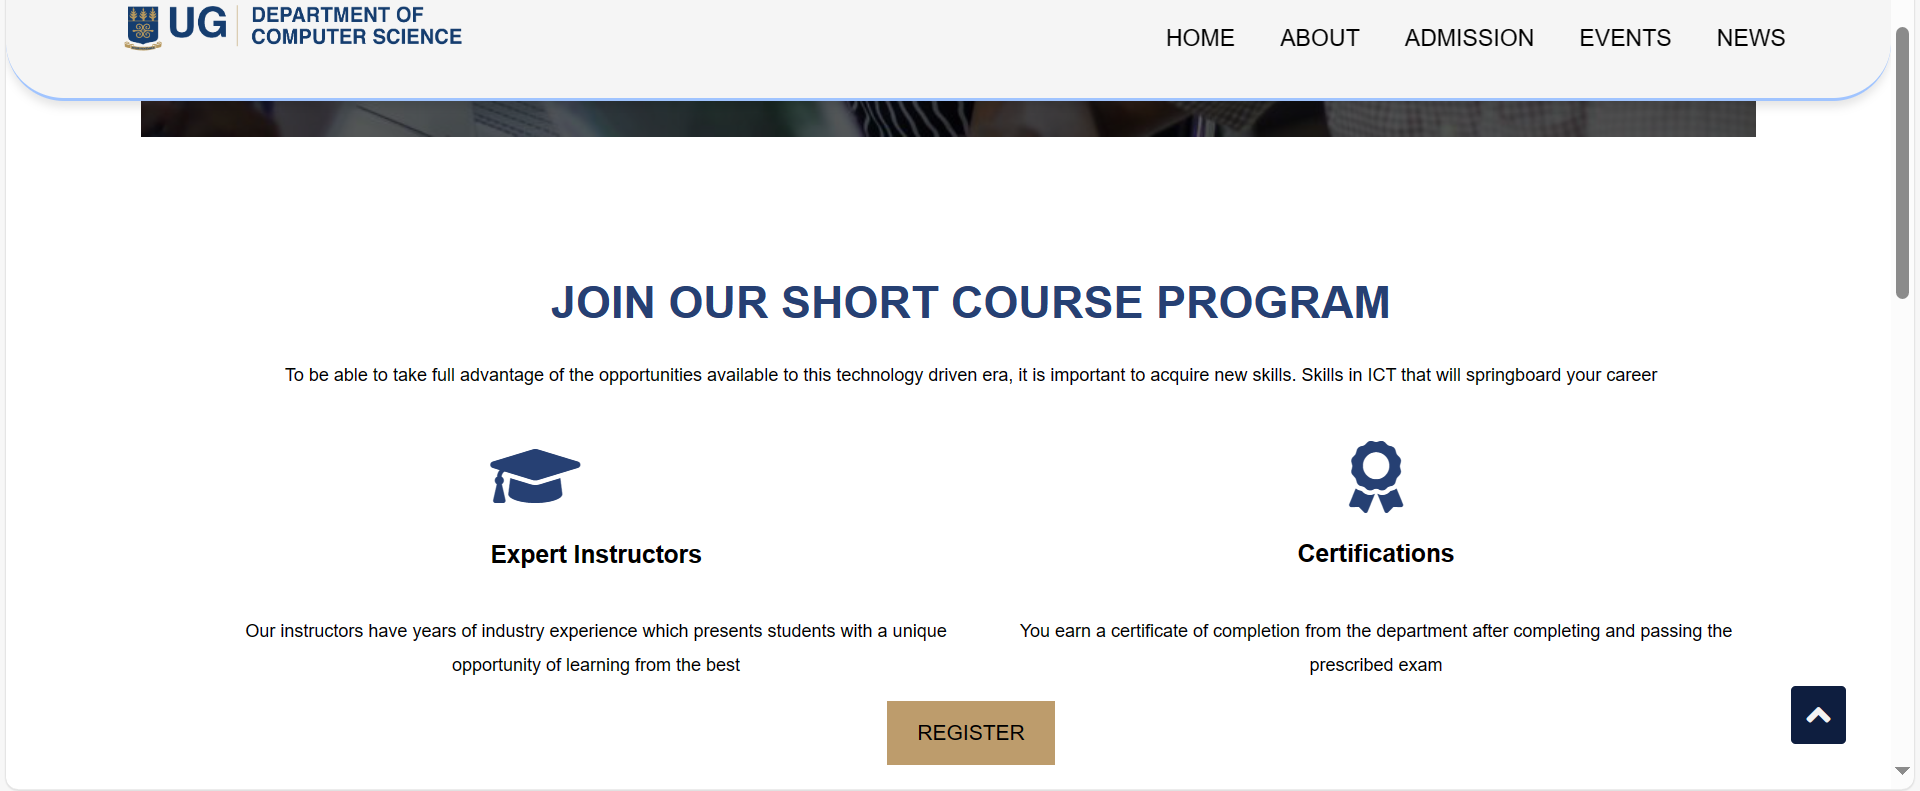 UG
DEPARTMENT OF
COMPUTER SCIENCE
HOME
ABOUT
ADMISSION
EVENTS
NEWS
JOIN OUR SHORT COURSE PROGRAM
To be able to take full advantage of the opportunities available to this technology driven era, it is important to acquire new skills. Skills in ICT that will springboard your career
Expert Instructors
Our instructors have years of industry experience which presents students with a unique
opportunity of learning from the best
Certifications
You earn a certificate of completion from the department after completing and passing the
prescribed exam
REGISTER